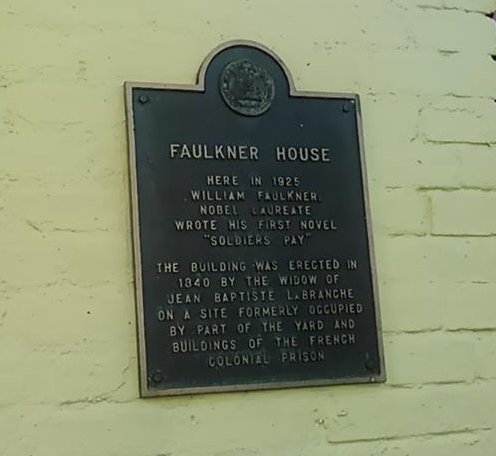 FAULKNER HOUSE
HERE IN 1925
WILLIAM FAULKNER,
NOBEL LAUREATE
WROTE HIS FIRST NOVEL
"SOLDIERS PAY"
THE BUILDING WAS ERECTED IN
1840 BY THE WIDOW OF
JEAN BAPTISTE LABRANCHE
ON A SITE FORMERLY OCCUPIED
BY PART OF THE YARD AND
BUILDINGS OF THE FRENCH
COLONIAL PRISON